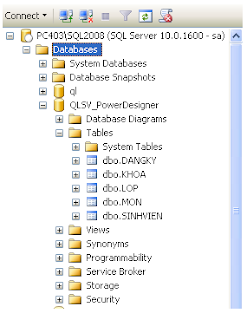 Connect
PC403\SQL2008 (SQL Server 10.0.1600 - sa)
Databases
System Databases
Database Snapshots
ql
QLSV_PowerDesigner
Database Diagrams
Tables
System Tables
dbo.DANGKY
dbo.KHOA
dbo.LOP
dbo.MON
dbo.SINHVIEN
Views
Synonyms
Programmability
Service Broker
Storage
Security